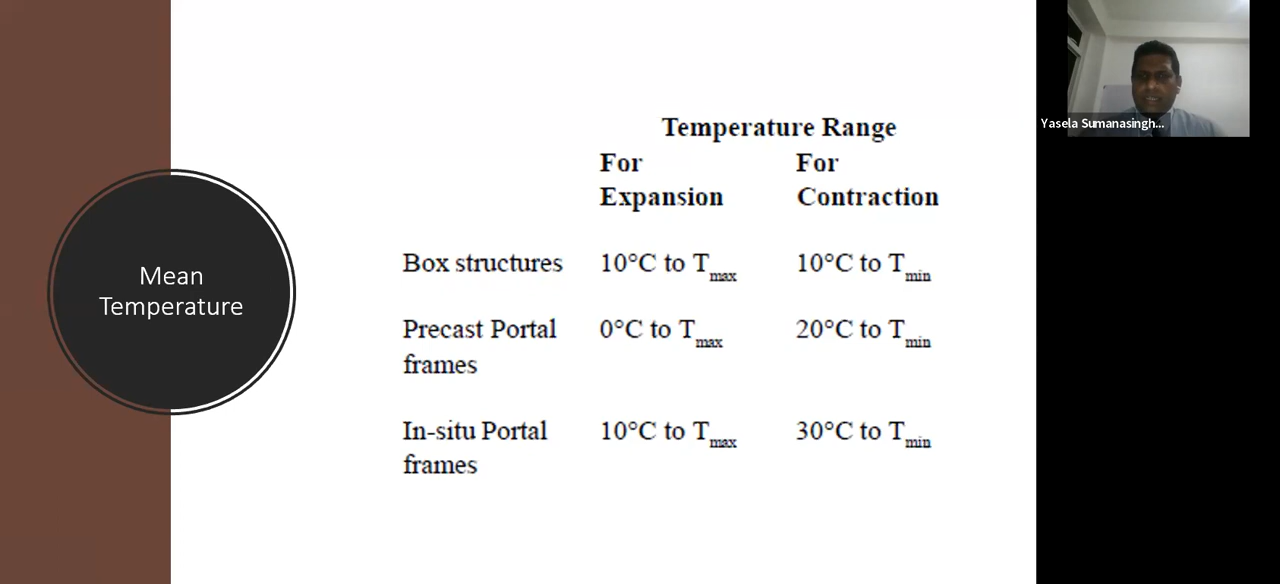 Temperature Range
For For
Expansion Contraction
Box structures 10°C to Tmax 10°C to Tmin
Precast Portal 0°C to Tmax 20°C to Tmin
frames
In-situ Portal 10°C to Tmax 30°C to Tmin
frames
Mean
Temperature
Yasela Sumanasingh...